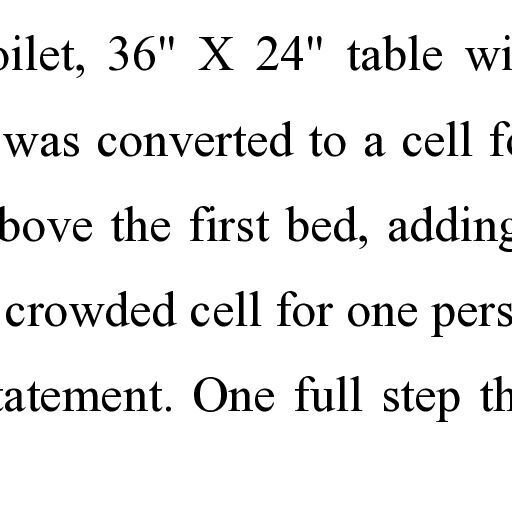 oilet, 36" X 24" table wi
was converted to a cell fo
bove the first bed, adding
crowded cell for one pers
tatement. One full step th